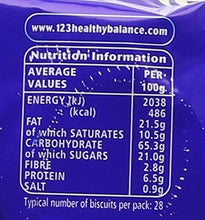 www.123healthybalance.com
Nutrition Information
AVERAGE PER
VALUES 100g
ENERGY (kJ) 2038
(kcal) 486
FAT 21.5g
of which SATURATES 10.5g
CARBOHYDRATE 65.3g
of which SUGARS 21.0g
FIBRE 2.8g
PROTEIN 6.5g
SALT 0.9g
Typical number of biscuits per pack: 28